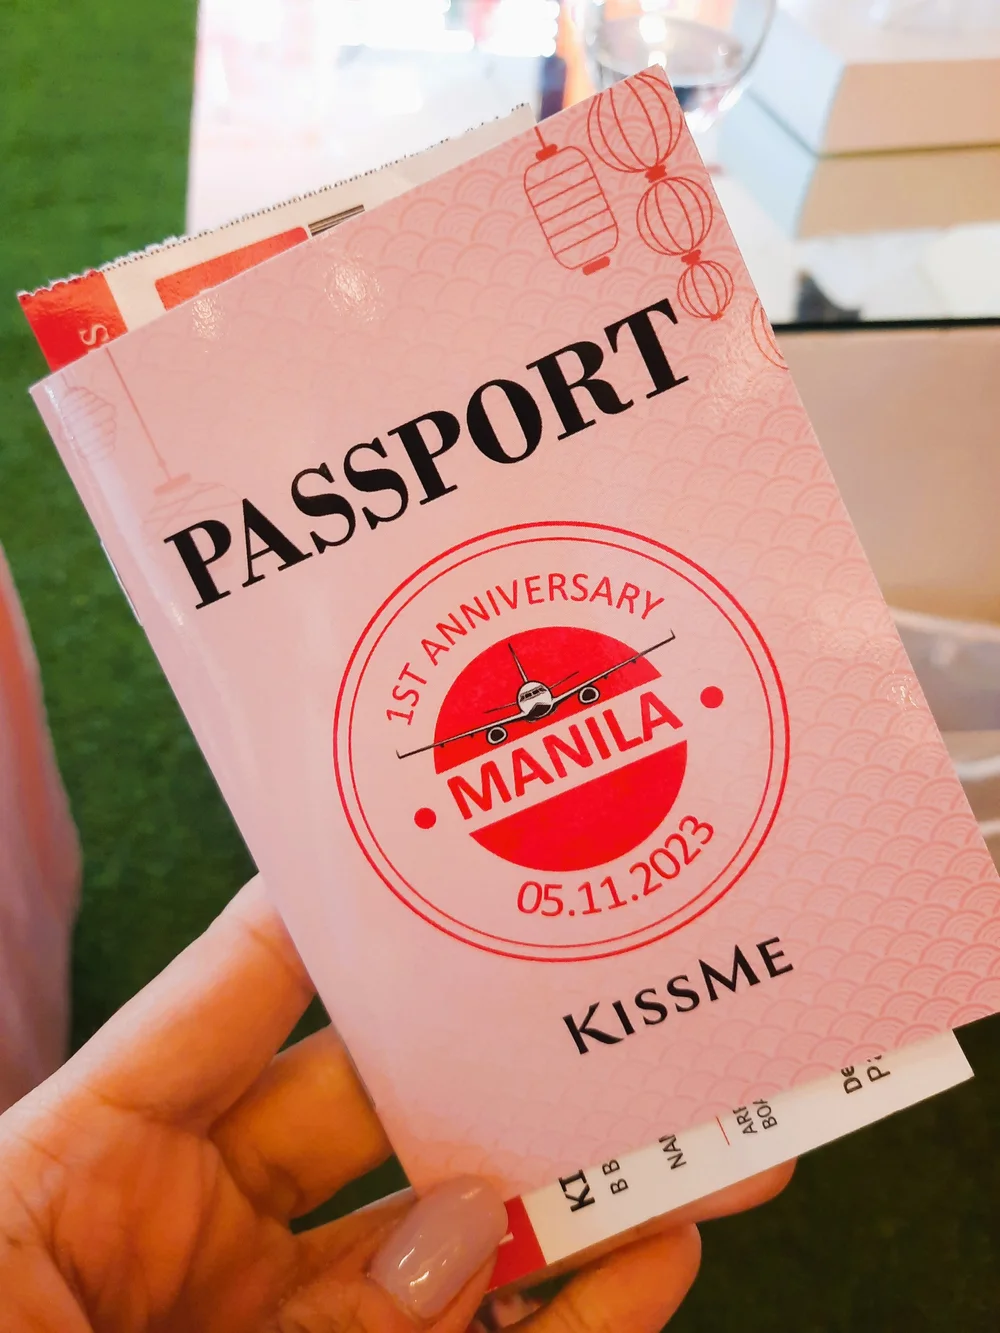 PASSPORT
1ST ANNIVERSARY
MANILA
05.11.2023
KISSME